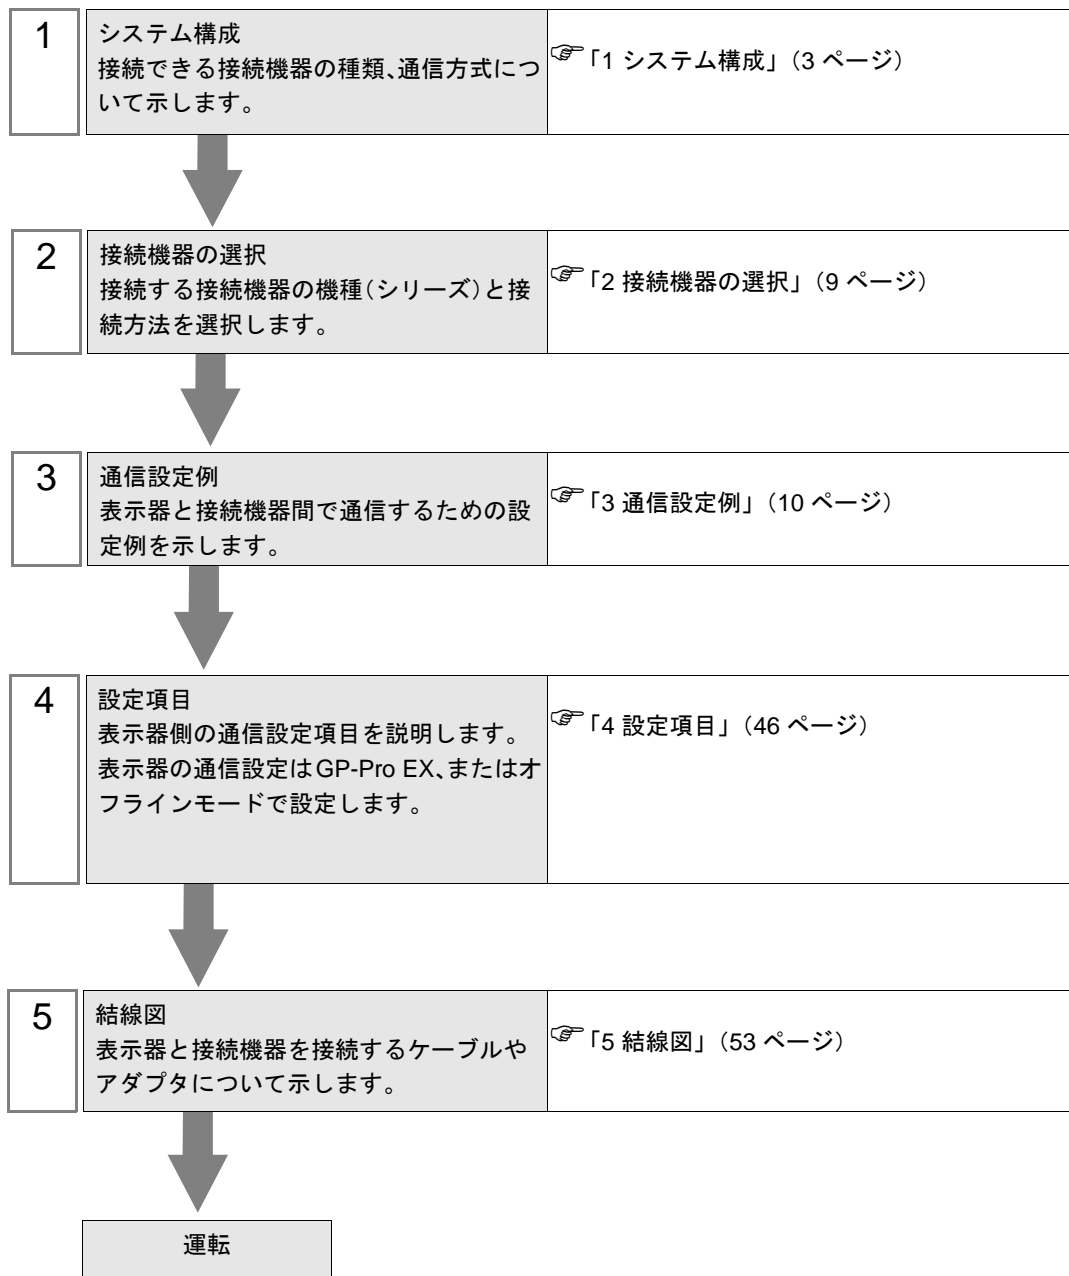 1
システム構成
接続できる接続機器の種類、通信方式につ
いて示します。
☞「1 システム構成」（3 ページ）
2
接続機器の選択
接続する接続機器の機種（シリーズ）と接
続方法を選択します。
☞「2 接続機器の選択」（9 ページ）
3
通信設定例
表示器と接続機器間で通信するための設
定例を示します。
☞「3 通信設定例」（10 ページ）
4
設定項目
表示器側の通信設定項目を説明します。
表示器の通信設定はGP-Pro EX、またはオ
フラインモードで設定します。
☞「4 設定項目」（46 ページ）
5
結線図
表示器と接続機器を接続するケーブルや
アダプタについて示します。
☞「5 結線図」（53 ページ）
運転